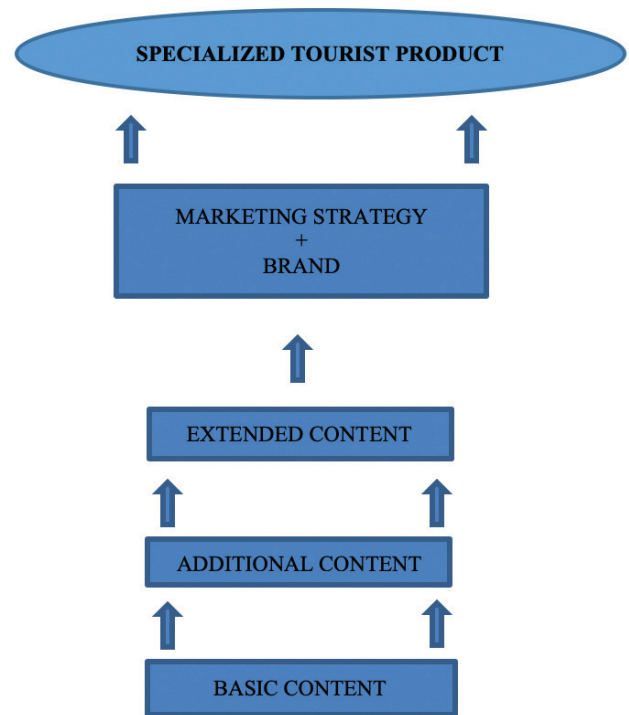 SPECIALIZED TOURIST PRODUCT
MARKETING STRATEGY
+
BRAND
EXTENDED CONTENT
ADDITIONAL CONTENT
BASIC CONTENT